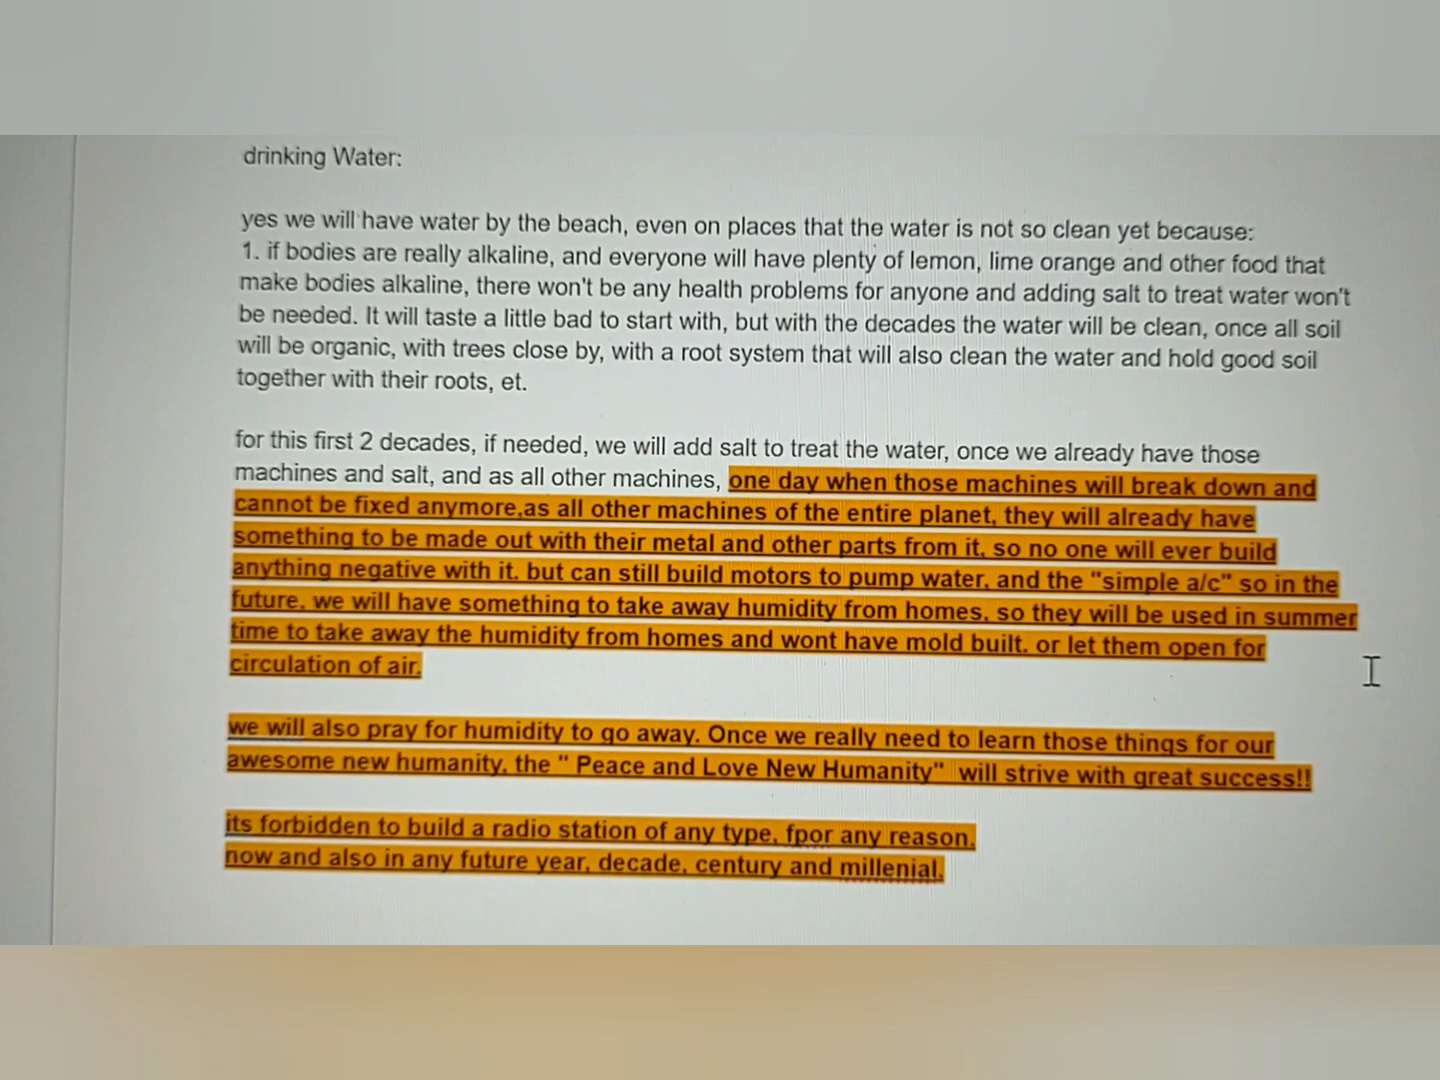 drinking Water:
yes we will have water by the beach, even on places that the water is not so clean yet because:
1. if bodies are really alkaline, and everyone will have plenty of lemon, lime orange and other food that
make bodies alkaline, there won't be any health problems for anyone and adding salt to treat water won't
be needed. It will taste a little bad to start with, but with the decades the water will be clean, once all soil
will be organic, with trees close by, with a root system that will also clean the water and hold good soil
together with their roots, et.
for this first 2 decades, if needed, we will add salt to treat the water, once we already have those
machines and salt, and as all other machines, one day when those machines will break down and
cannot be fixed anymore,as all other machines of the entire planet, they will already have
something to be made out with their metal and other parts from it, so no one will ever build
anything negative with it. but can still build motors to pump water, and the "simple a/c" so in the
future, we will have something to take away humidity from homes, so they will be used in summer
time to take away the humidity from homes and wont have mold built. or let them open for
circulation of air.
we will also pray for humidity to go away. Once we really need to learn those things for our
awesome new humanity, the " Peace and Love New Humanity"  will strive with great success!!
its forbidden to build a radio station of any type, fpor any reason.
now and also in any future year, decade, century and millenial.